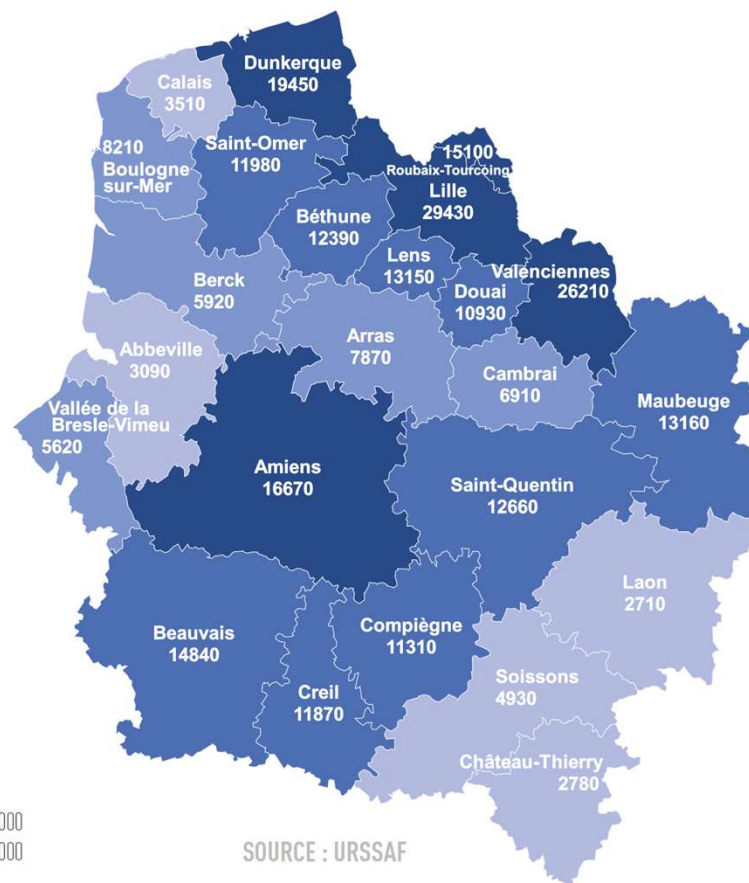 Dunkerque
19450
Calais
3510
Saint-Omer
11980
8210
Boulogne
sur-Mer
15100
Roubaix-Tourcoing
Lille
29430
Béthune
12390
Lens
13150
Valenciennes
26210
Douai
10930
Berck
5920
Arras
7870
Abbeville
3090
Cambrai
6910
Maubeuge
13160
Vallée de la
Bresle-Vimeu
5620
Amiens
16670
Saint-Quentin
12660
Laon
2710
Beauvais
14840
Compiègne
11310
Creil
11870
Soissons
4930
Château-Thierry
2780
SOURCE : URSSAF